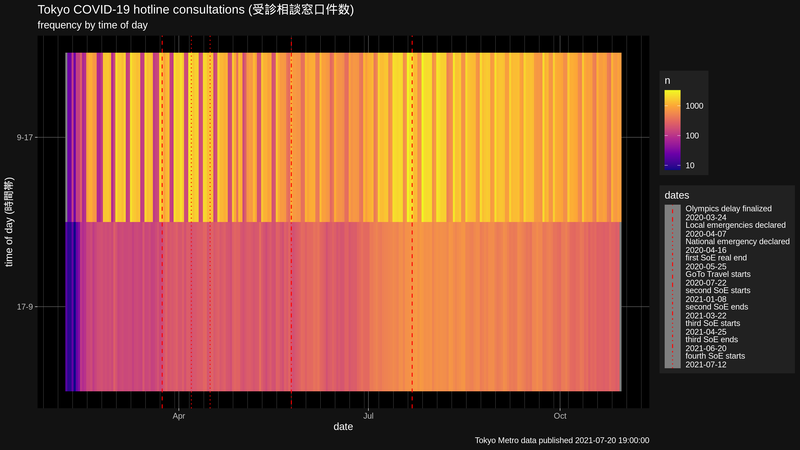 Tokyo COVID-19 hotline consultations (受診相談窓口件数)
frequency by time of day
time of day (時間帯)
9-17
17-9
Apr
Jul
Oct
date
n
1000
100
10
dates
Olympics delay finalized
2020-03-24
Local emergencies declared
2020-04-07
National emergency declared
2020-04-16
first SoE real end
2020-05-25
GoTo Travel starts
2020-07-22
second SoE starts
2021-01-08
second SoE ends
2021-03-22
third SoE starts
2021-04-25
third SoE ends
2021-06-20
fourth SoE starts
2021-07-12
Tokyo Metro data published 2021-07-20 19:00:00